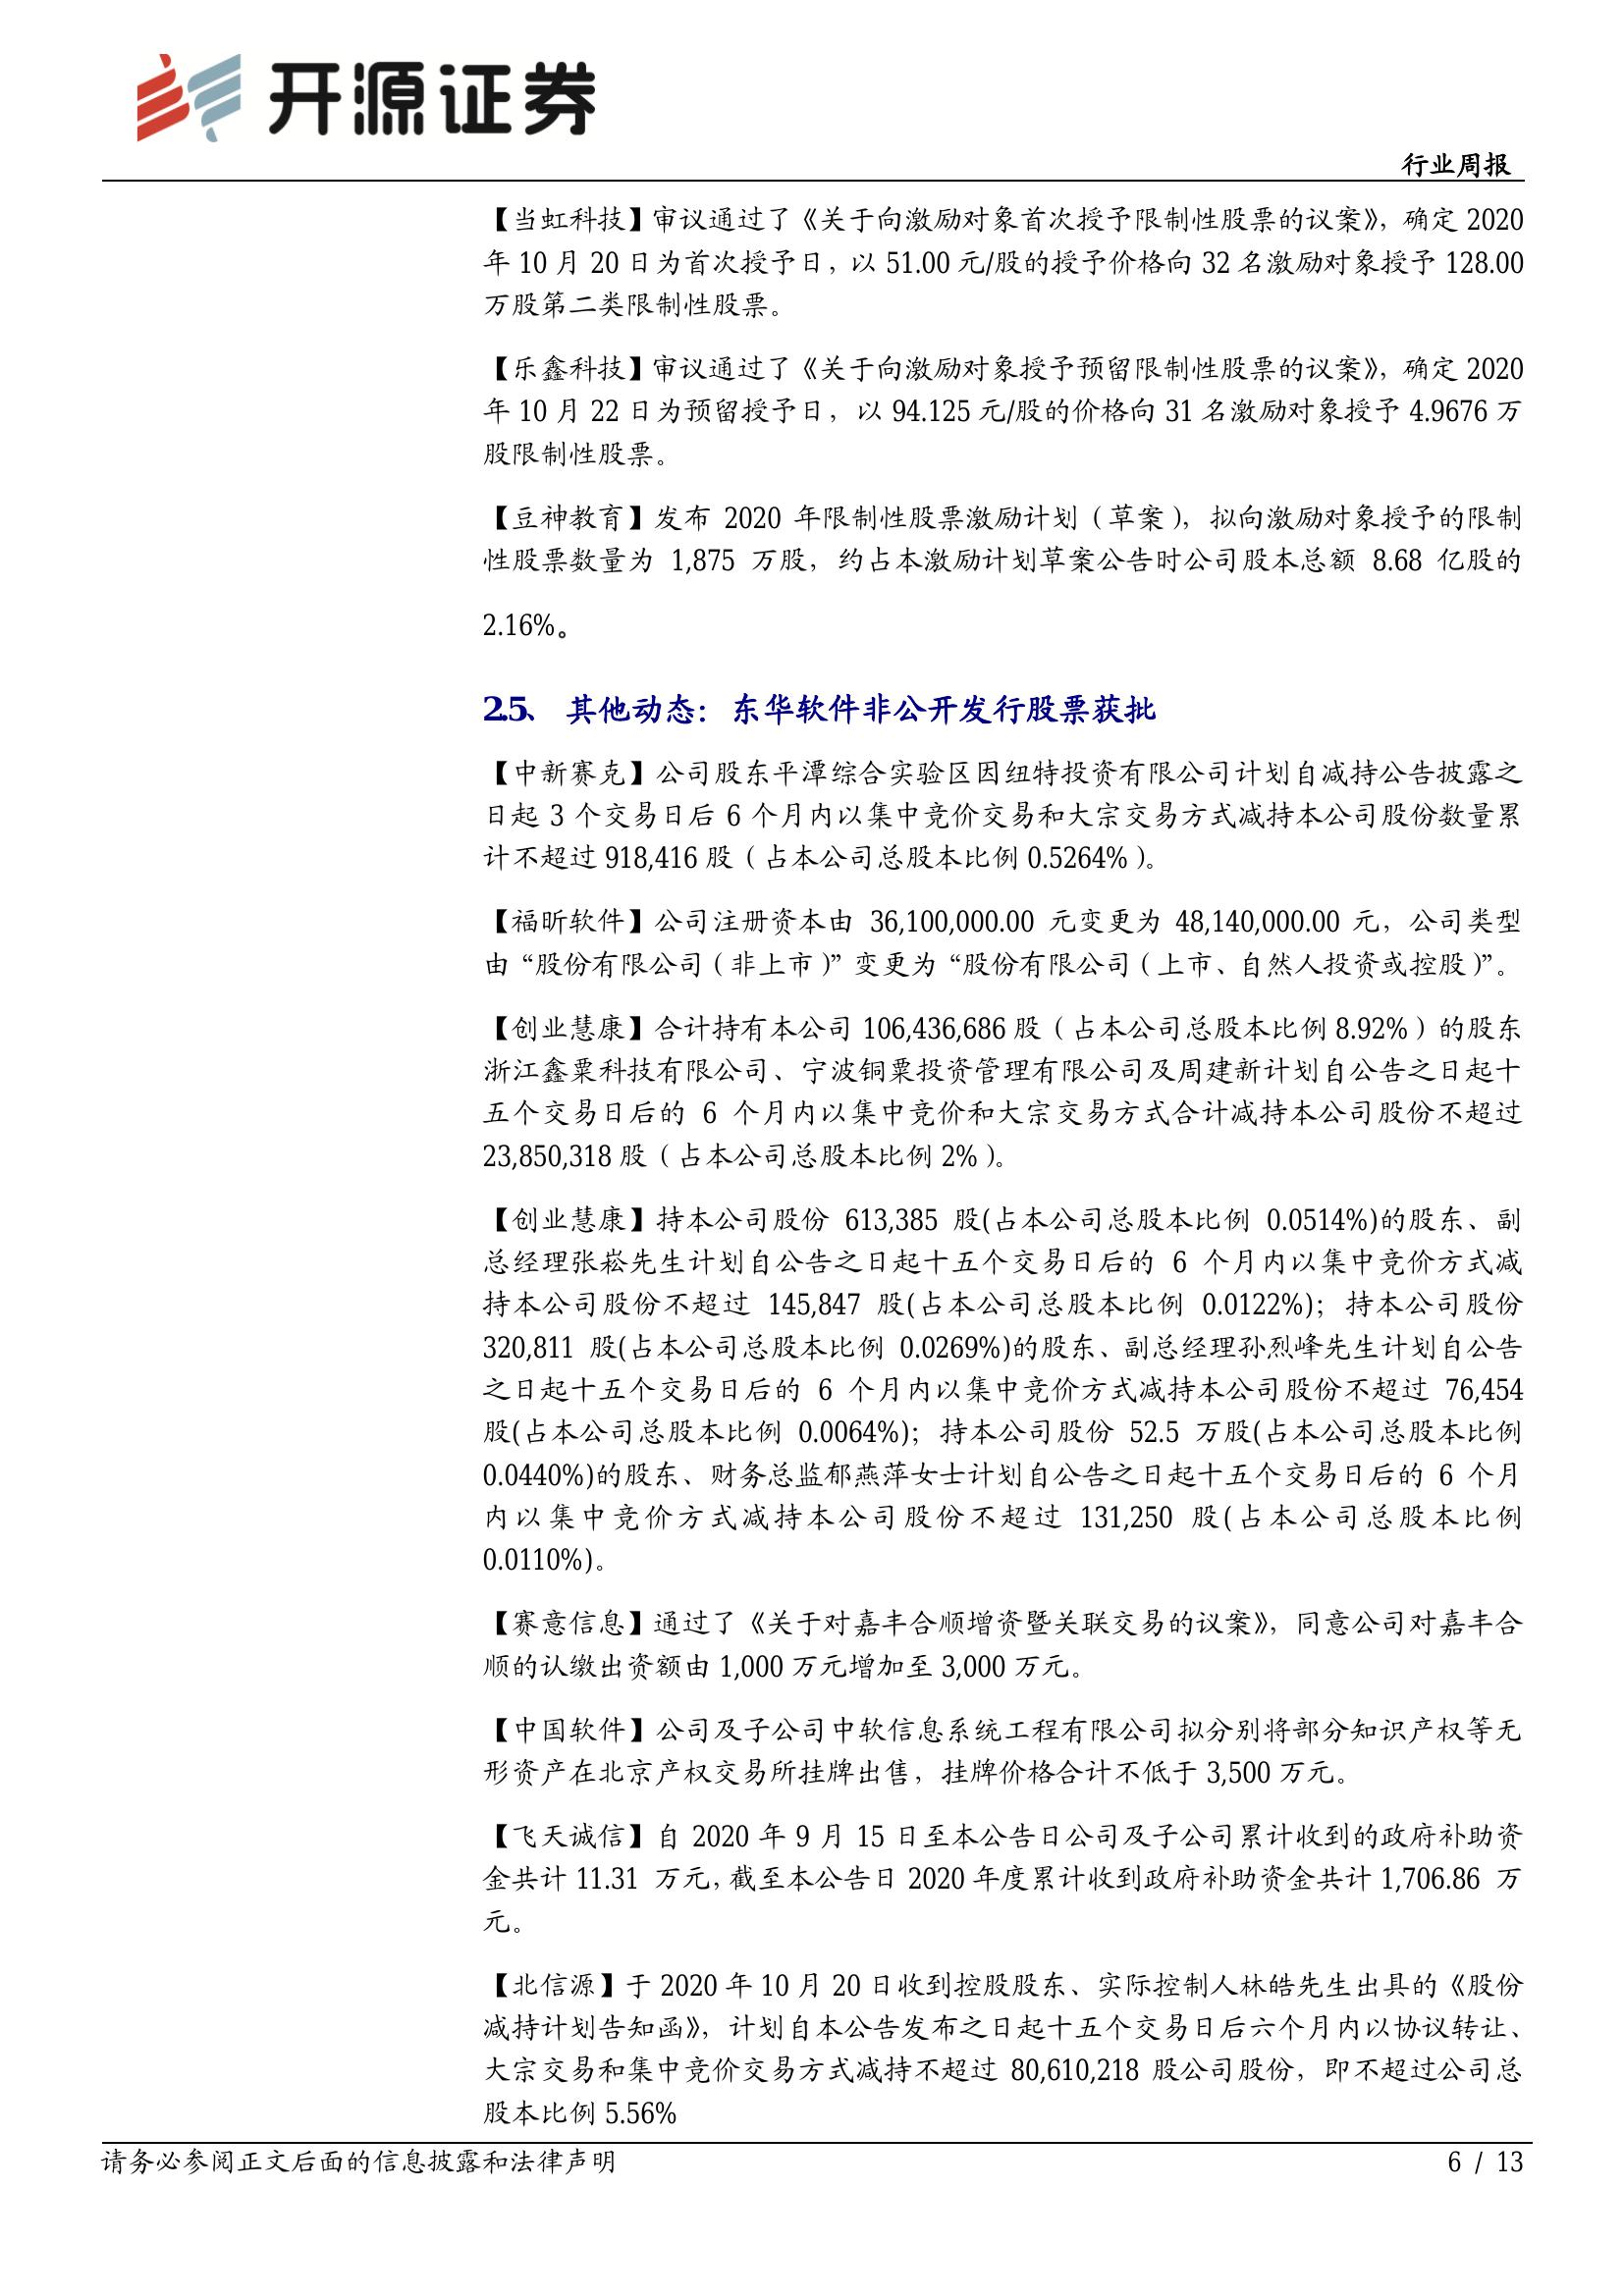 开源证券
行业周报
【当虹科技】审议通过了《关于向激励对象首次授予限制性股票的议案》，确定 2020
年 10 月 20 日为首次授予日，以 51.00 元/股的授予价格向 32 名激励对象授予 128.00
万股第二类限制性股票。
【乐鑫科技】审议通过了《关于向激励对象授予预留限制性股票的议案》，确定 2020
年 10 月 22 日为预留授予日，以 94.125 元/股的价格向 31 名激励对象授予 4.9676 万
股限制性股票。
【豆神教育】发布 2020 年限制性股票激励计划（草案），拟向激励对象授予的限制
性股票数量为 1,875 万股，约占本激励计划草案公告时公司股本总额 8.68 亿股的
2.16%。
2.5、 其他动态：东华软件非公开发行股票获批
【中新赛克】公司股东平潭综合实验区因纽特投资有限公司计划自减持公告披露之
日起 3 个交易日后 6 个月内以集中竞价交易和大宗交易方式减持本公司股份数量累
计不超过 918,416 股（占本公司总股本比例 0.5264%）。
【福昕软件】公司注册资本由 36,100,000.00 元变更为 48,140,000.00 元，公司类型
由“股份有限公司（非上市）”变更为“股份有限公司（上市、自然人投资或控股）”。
【创业慧康】合计持有本公司 106,436,686 股（占本公司总股本比例 8.92%）的股东
浙江鑫粟科技有限公司、宁波铜粟投资管理有限公司及周建新计划自公告之日起十
五个交易日后的 6 个月内以集中竞价和大宗交易方式合计减持本公司股份不超过
23,850,318 股（占本公司总股本比例 2%）。
【创业慧康】持本公司股份 613,385 股(占本公司总股本比例 0.0514%)的股东、副
总经理张崧先生计划自公告之日起十五个交易日后的 6 个月内以集中竞价方式减
持本公司股份不超过 145,847 股(占本公司总股本比例 0.0122%)；持本公司股份
320,811 股(占本公司总股本比例 0.0269%)的股东、副总经理孙烈峰先生计划自公告
之日起十五个交易日后的 6 个月内以集中竞价方式减持本公司股份不超过 76,454
股(占本公司总股本比例 0.0064%)；持本公司股份 52.5 万股(占本公司总股本比例
0.0440%)的股东、财务总监郁燕萍女士计划自公告之日起十五个交易日后的 6 个月
内以集中竞价方式减持本公司股份不超过 131,250 股(占本公司总股本比例
0.0110%)。
【赛意信息】通过了《关于对嘉丰合顺增资暨关联交易的议案》，同意公司对嘉丰合
顺的认缴出资额由 1,000 万元增加至 3,000 万元。
【中国软件】公司及子公司中软信息系统工程有限公司拟分别将部分知识产权等无
形资产在北京产权交易所挂牌出售，挂牌价格合计不低于 3,500 万元。
【飞天诚信】自 2020 年 9 月 15 日至本公告日公司及子公司累计收到的政府补助资
金共计 11.31 万元，截至本公告日 2020 年度累计收到政府补助资金共计 1,706.86 万
元。
【北信源】于 2020 年 10 月 20 日收到控股股东、实际控制人林皓先生出具的《股份
减持计划告知函》，计划自本公告发布之日起十五个交易日后六个月内以协议转让、
大宗交易和集中竞价交易方式减持不超过 80,610,218 股公司股份，即不超过公司总
股本比例 5.56%
请务必参阅正文后面的信息披露和法律声明
6 / 13